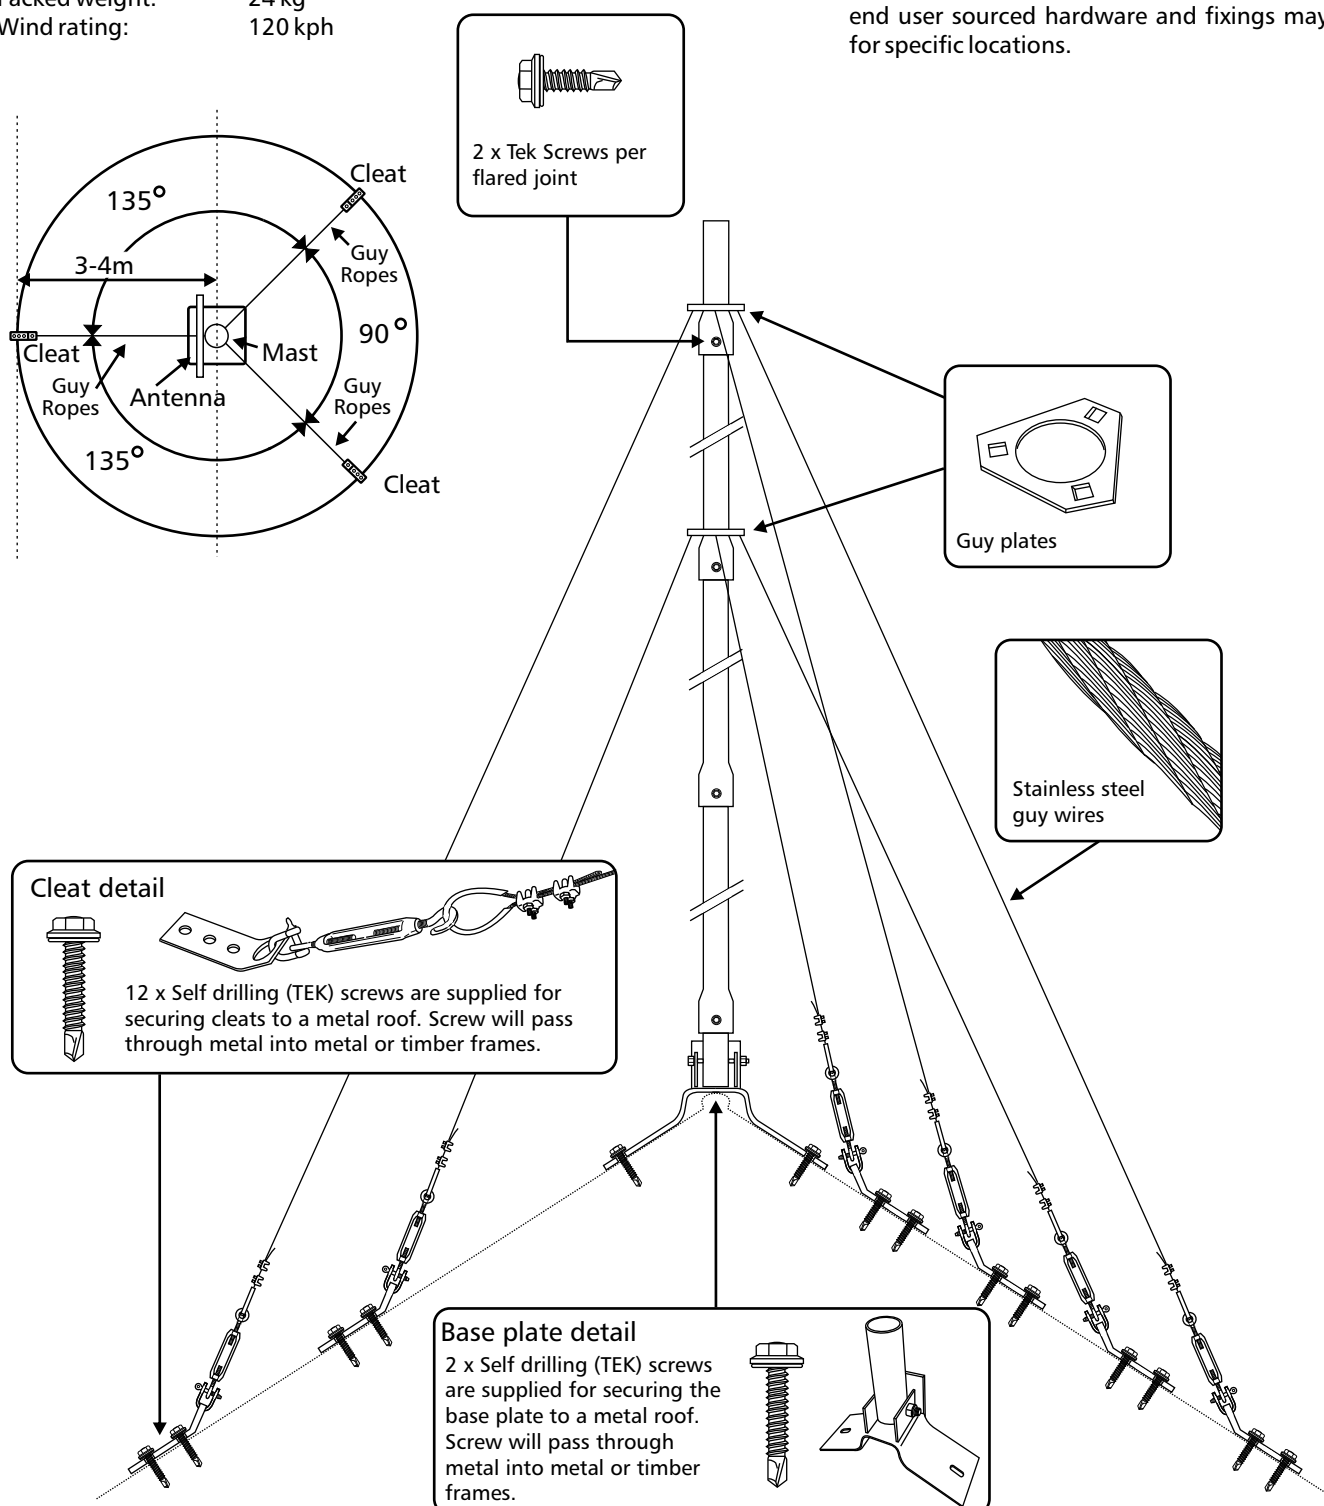 Packed weight: 24 kg
Wind rating: 120 kph
end user sourced hardware and fixings may
for specific locations.
2 x Tek Screws per
flared joint
135°
Cleat
Guy
Ropes
3-4m
90°
Cleat
Mast
Guy
Ropes
Antenna
Guy
Ropes
135°
Cleat
Guy plates
Stainless steel
guy wires
Cleat detail
12 x Self drilling (TEK) screws are supplied for
securing cleats to a metal roof. Screw will pass
through metal into metal or timber frames.
Base plate detail
2 x Self drilling (TEK) screws
are supplied for securing the
base plate to a metal roof.
Screw will pass through
metal into metal or timber
frames.